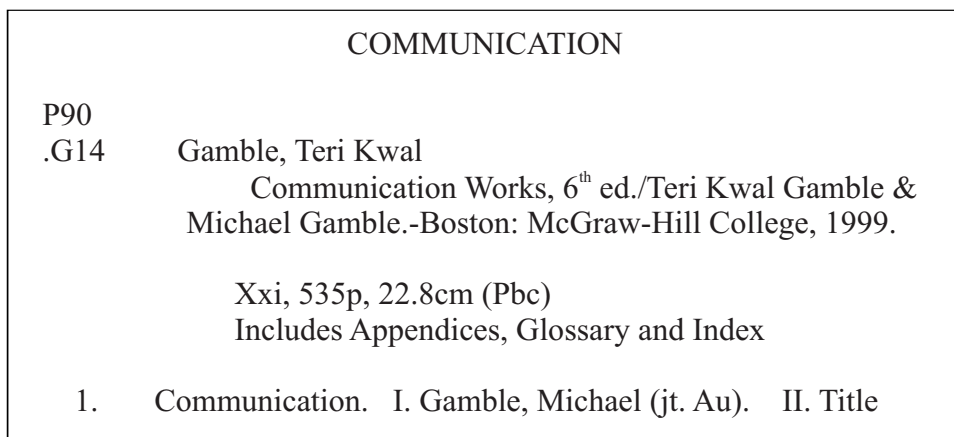 COMMUNICATION
P90
.G14 Gamble, Teri Kwal
Communication Works, 6th ed./Teri Kwal Gamble &
Michael Gamble.-Boston: McGraw-Hill College, 1999.
Xxi, 535p, 22.8cm (Pbc)
Includes Appendices, Glossary and Index
1. Communication. I. Gamble, Michael (jt. Au). II. Title